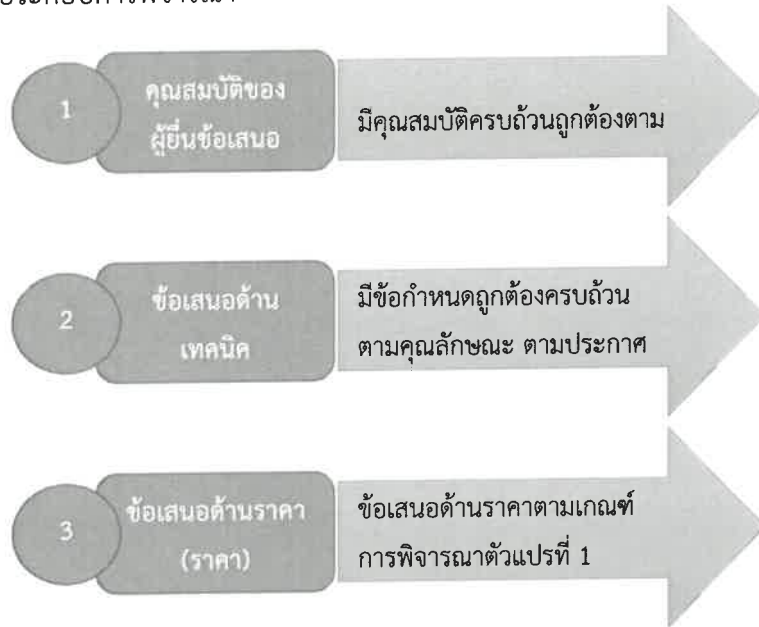 1
คุณสมบัติของ
ผู้ยื่นข้อเสนอ
มีคุณสมบัติครบถ้วนถูกต้องตาม
2
ข้อเสนอด้าน
เทคนิค
มีข้อกำหนดถูกต้องครบถ้วน
ตามคุณลักษณะ ตามประกาศ
3
ข้อเสนอด้านราคา
(ราคา)
ข้อเสนอด้านราคาตามเกณฑ์
การพิจารณาตัวแปรที่ 1